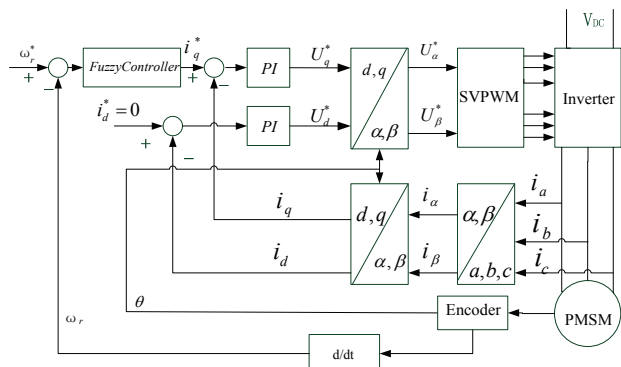 V_DC
ω_r^*
+
−
FuzzyController
i_q^*
+
−
PI
U_q^*
d,q
α,β
U_α^*
SVPWM
Inverter
i_d^*=0
+
−
PI
U_d^*
U_β^*
i_q
d,q
α,β
i_α
α,β
a,b,c
i_a
i_b
i_d
i_β
i_c
θ
Encoder
PMSM
ω_r
d/dt